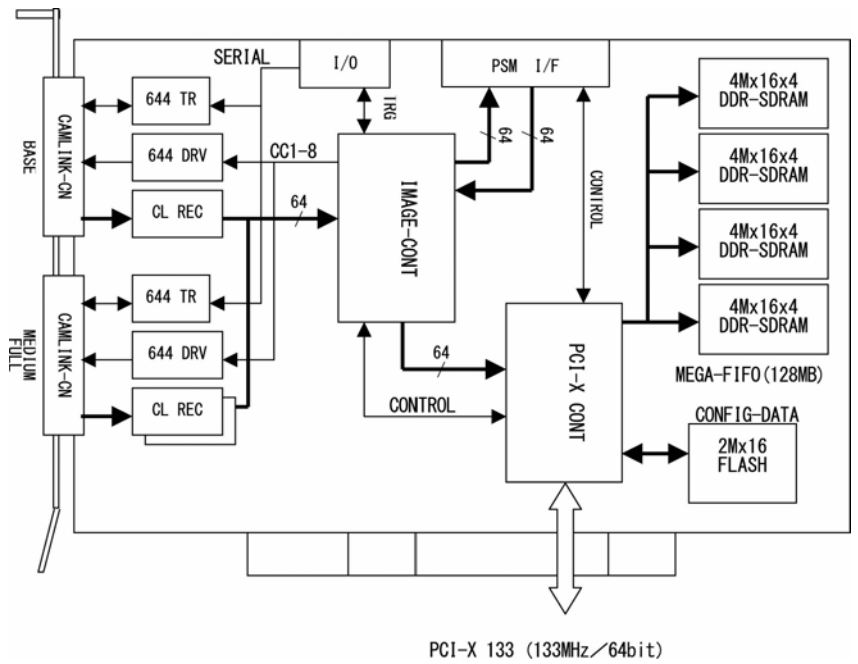 SERIAL
I/O
PSM I/F
4Mx16x4
DDR-SDRAM
644 TR
TRG
64
64
4Mx16x4
DDR-SDRAM
BASE
CAMLINK-CN
644 DRV
CC1-8
IMAGE-CONT
CONTROL
CL REC
64
4Mx16x4
DDR-SDRAM
644 TR
4Mx16x4
DDR-SDRAM
MEDIUM
FULL
CAMLINK-CN
644 DRV
64
PCI-X CONT
MEGA-FIFO(128MB)
CL REC
CONTROL
CONFIG-DATA
2Mx16
FLASH
PCI-X 133 (133MHz/64bit)